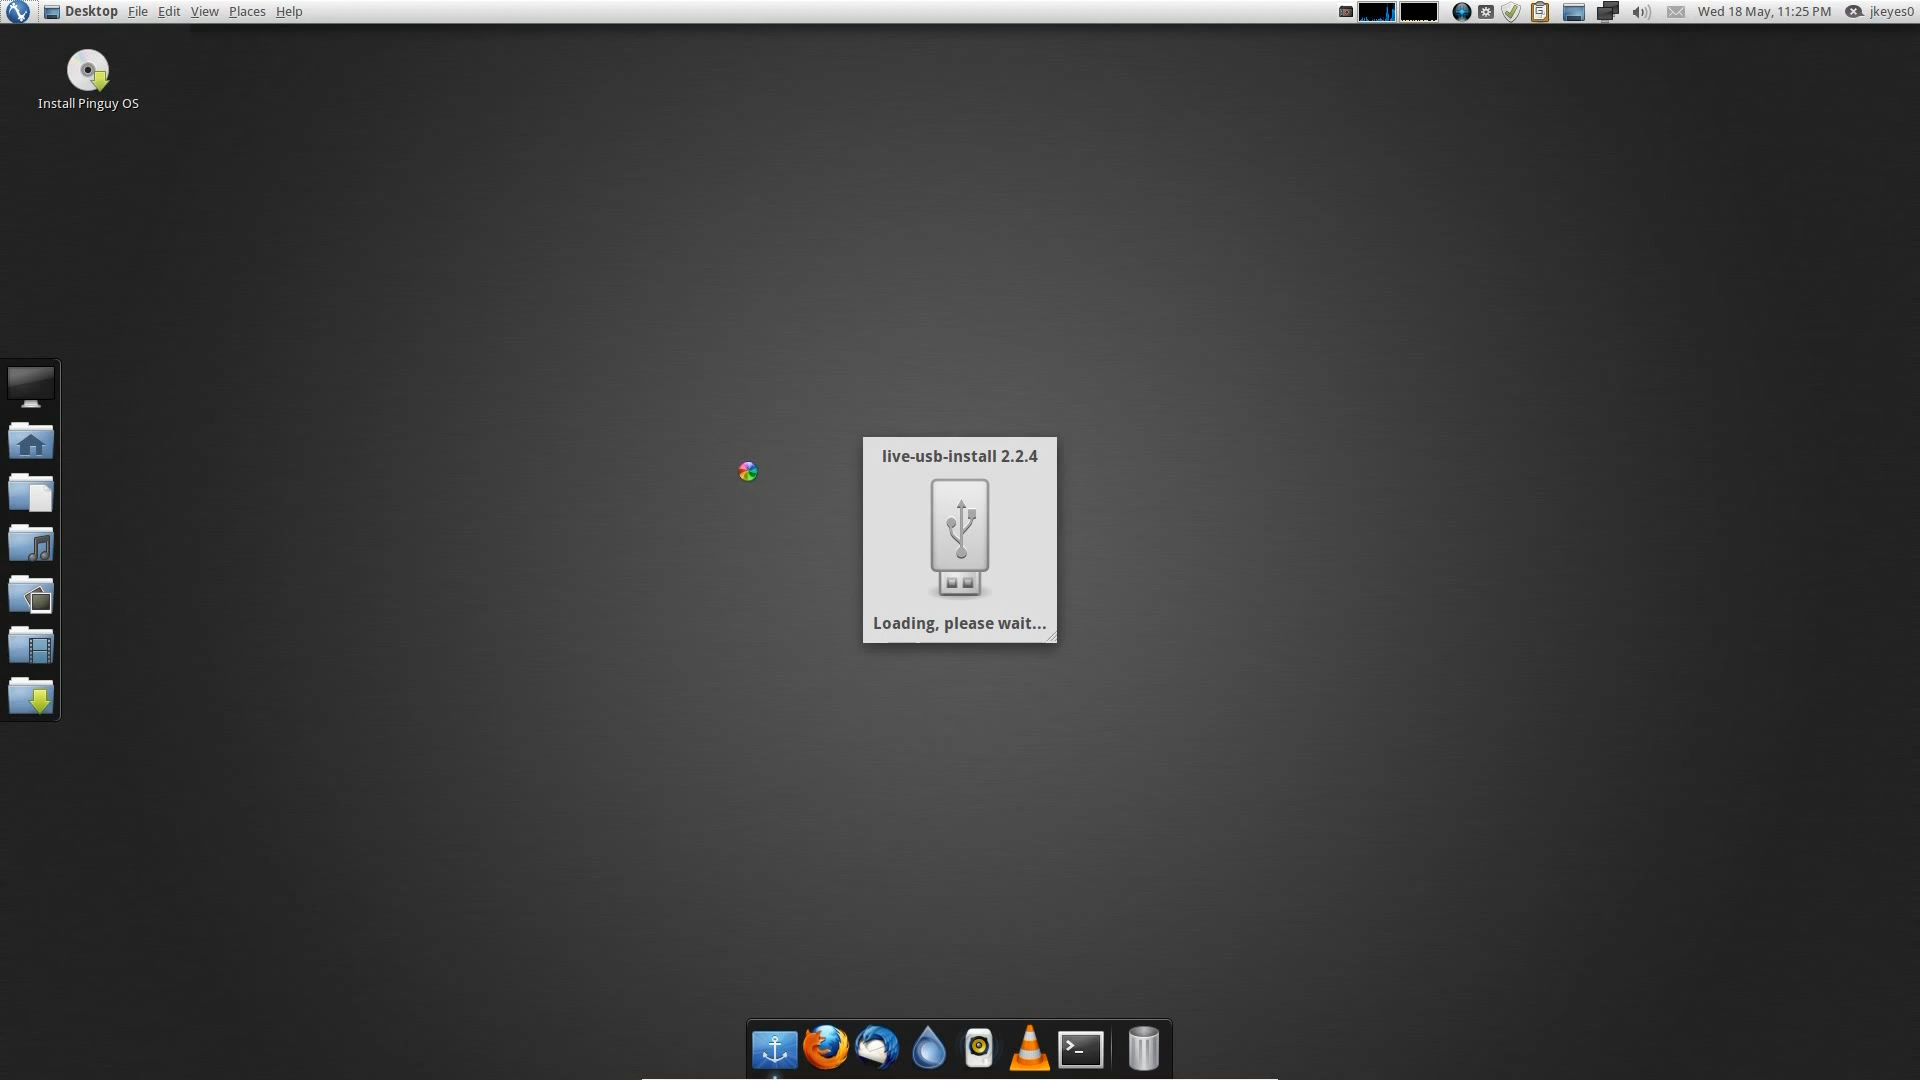 Desktop File Edit View Places Help
Wed 18 May, 11:25 PM jkeyes0
Install Pinguy OS
live-usb-install 2.2.4
Loading, please wait...
>_